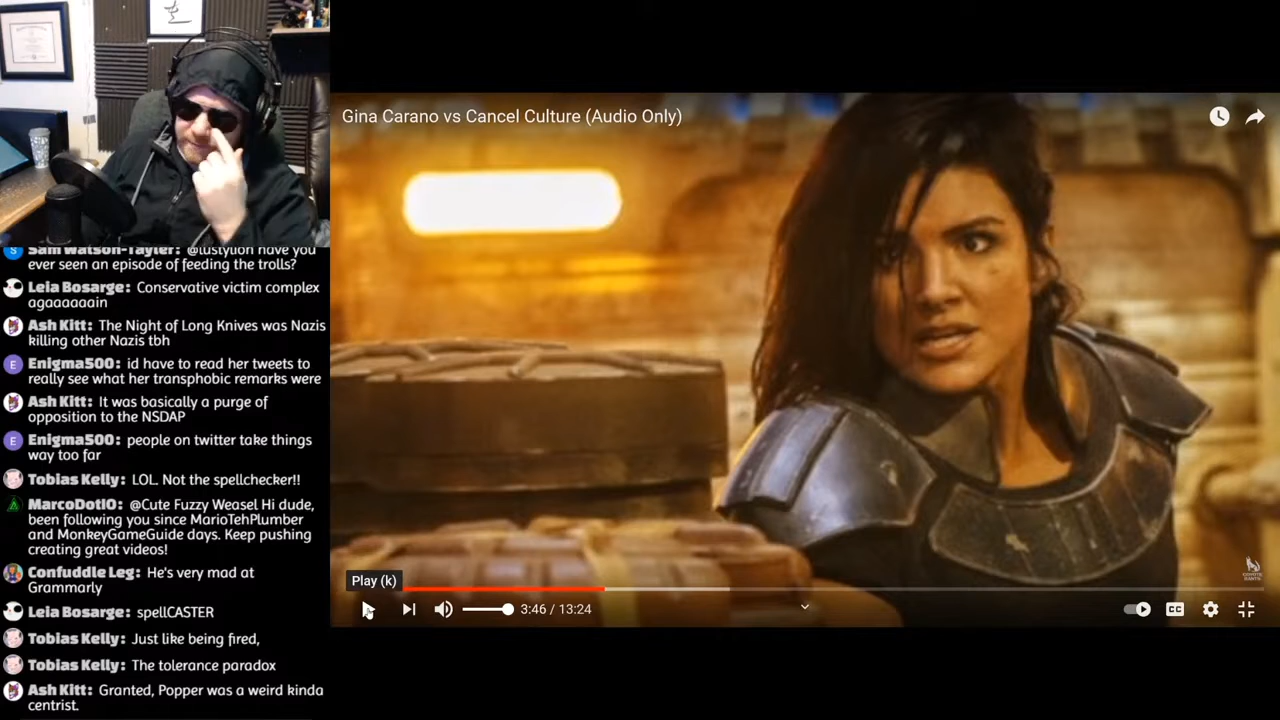 Sam Watson-Tayler: @lustylion have you
ever seen an episode of feeding the trolls?
Leia Bosarge: Conservative victim complex
agaaaaaain
Ash Kitt: The Night of Long Knives was Nazis
killing other Nazis tbh
Enigma500: id have to read her tweets to
really see what her transphobic remarks were
Ash Kitt: It was basically a purge of
opposition to the NSDAP
Enigma500: people on twitter take things
way too far
Tobias Kelly: LOL. Not the spellchecker!!
MarcoDotIO: @Cute Fuzzy Weasel Hi dude,
been following you since MarioTehPlumber
and MonkeyGameGuide days. Keep pushing
creating great videos!
Confuddle Leg: He's very mad at
Grammarly
Leia Bosarge: spellCASTER
Tobias Kelly: Just like being fired,
Tobias Kelly: The tolerance paradox
Ash Kitt: Granted, Popper was a weird kinda
centrist.
Gina Carano vs Cancel Culture (Audio Only)
Play (k)
3:46 / 13:24
CC